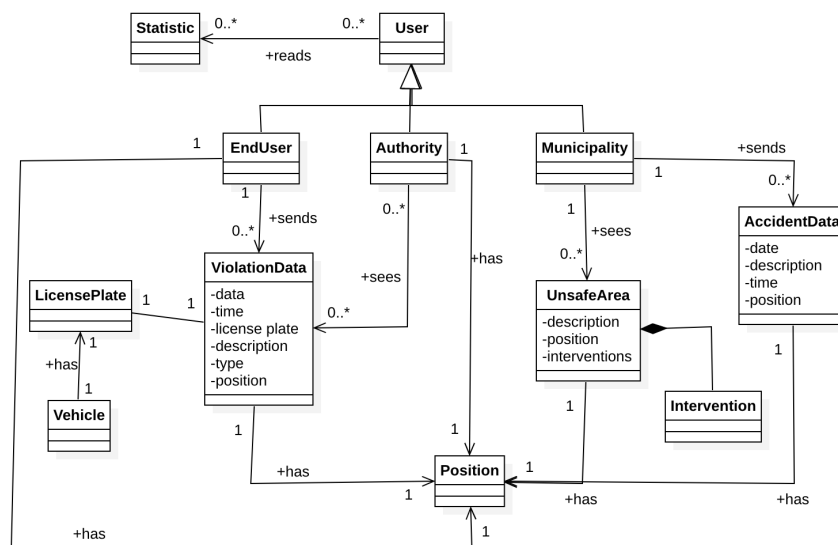 Statistic
0..*
0..*
User
+reads
1
EndUser
Authority
1
Municipality
+sends
1
1
0..*
1
0..*
+sends
0..*
+sees
0..*
+has
AccidentData
-date
-description
-time
-position
ViolationData
-data
-time
-license plate
-description
-type
-position
+sees
0..*
UnsafeArea
-description
-position
-interventions
LicensePlate
1
1
1
+has
1
Vehicle
1
Intervention
1
1
1
Position
+has
1
1
+has
+has
+has
1